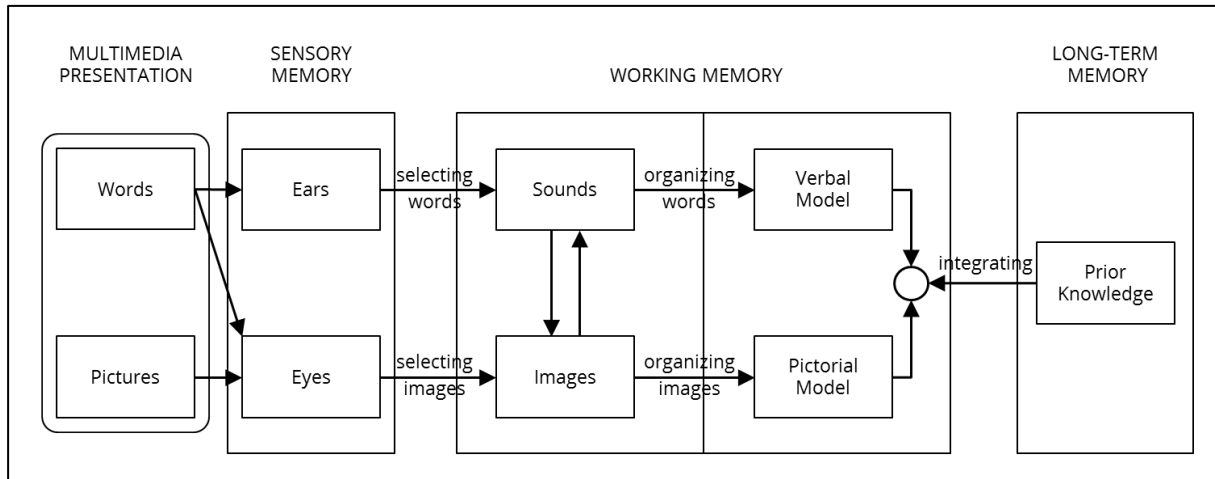 MULTIMEDIA
PRESENTATION
SENSORY
MEMORY
WORKING MEMORY
LONG-TERM
MEMORY
Words
Ears
selecting
words
Sounds
organizing
words
Verbal
Model
integrating
Prior
Knowledge
Pictures
Eyes
selecting
images
Images
organizing
images
Pictorial
Model